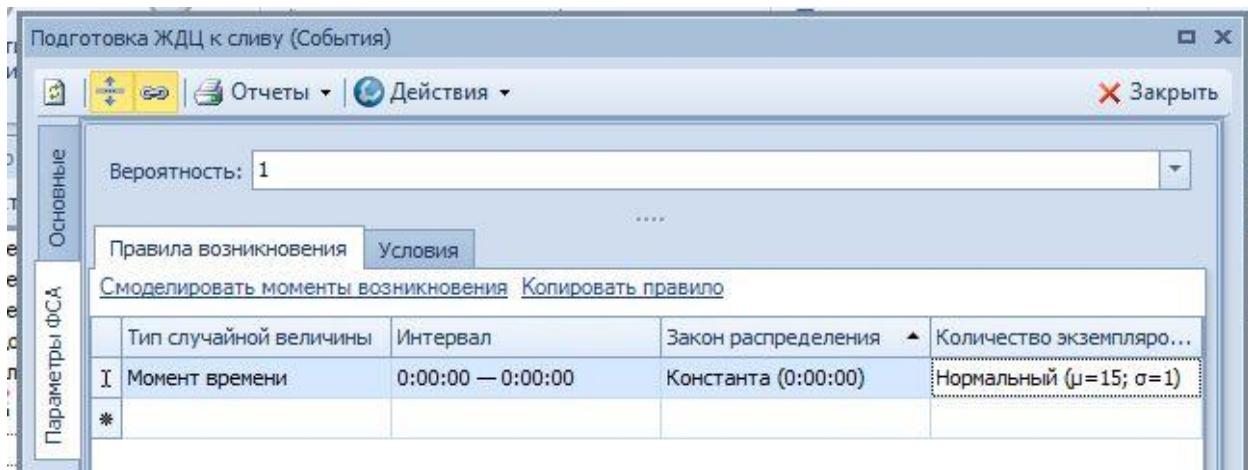 Подготовка ЖДЦ к сливу (События)
Отчеты Действия Закрыть
Основные
Параметры ФСА
Вероятность: 1
Правила возникновения Условия
Смоделировать моменты возникновения Копировать правило
Тип случайной величины Интервал Закон распределения Количество экземпляро...
Момент времени 0:00:00 — 0:00:00 Константа (0:00:00) Нормальный (μ=15; σ=1)